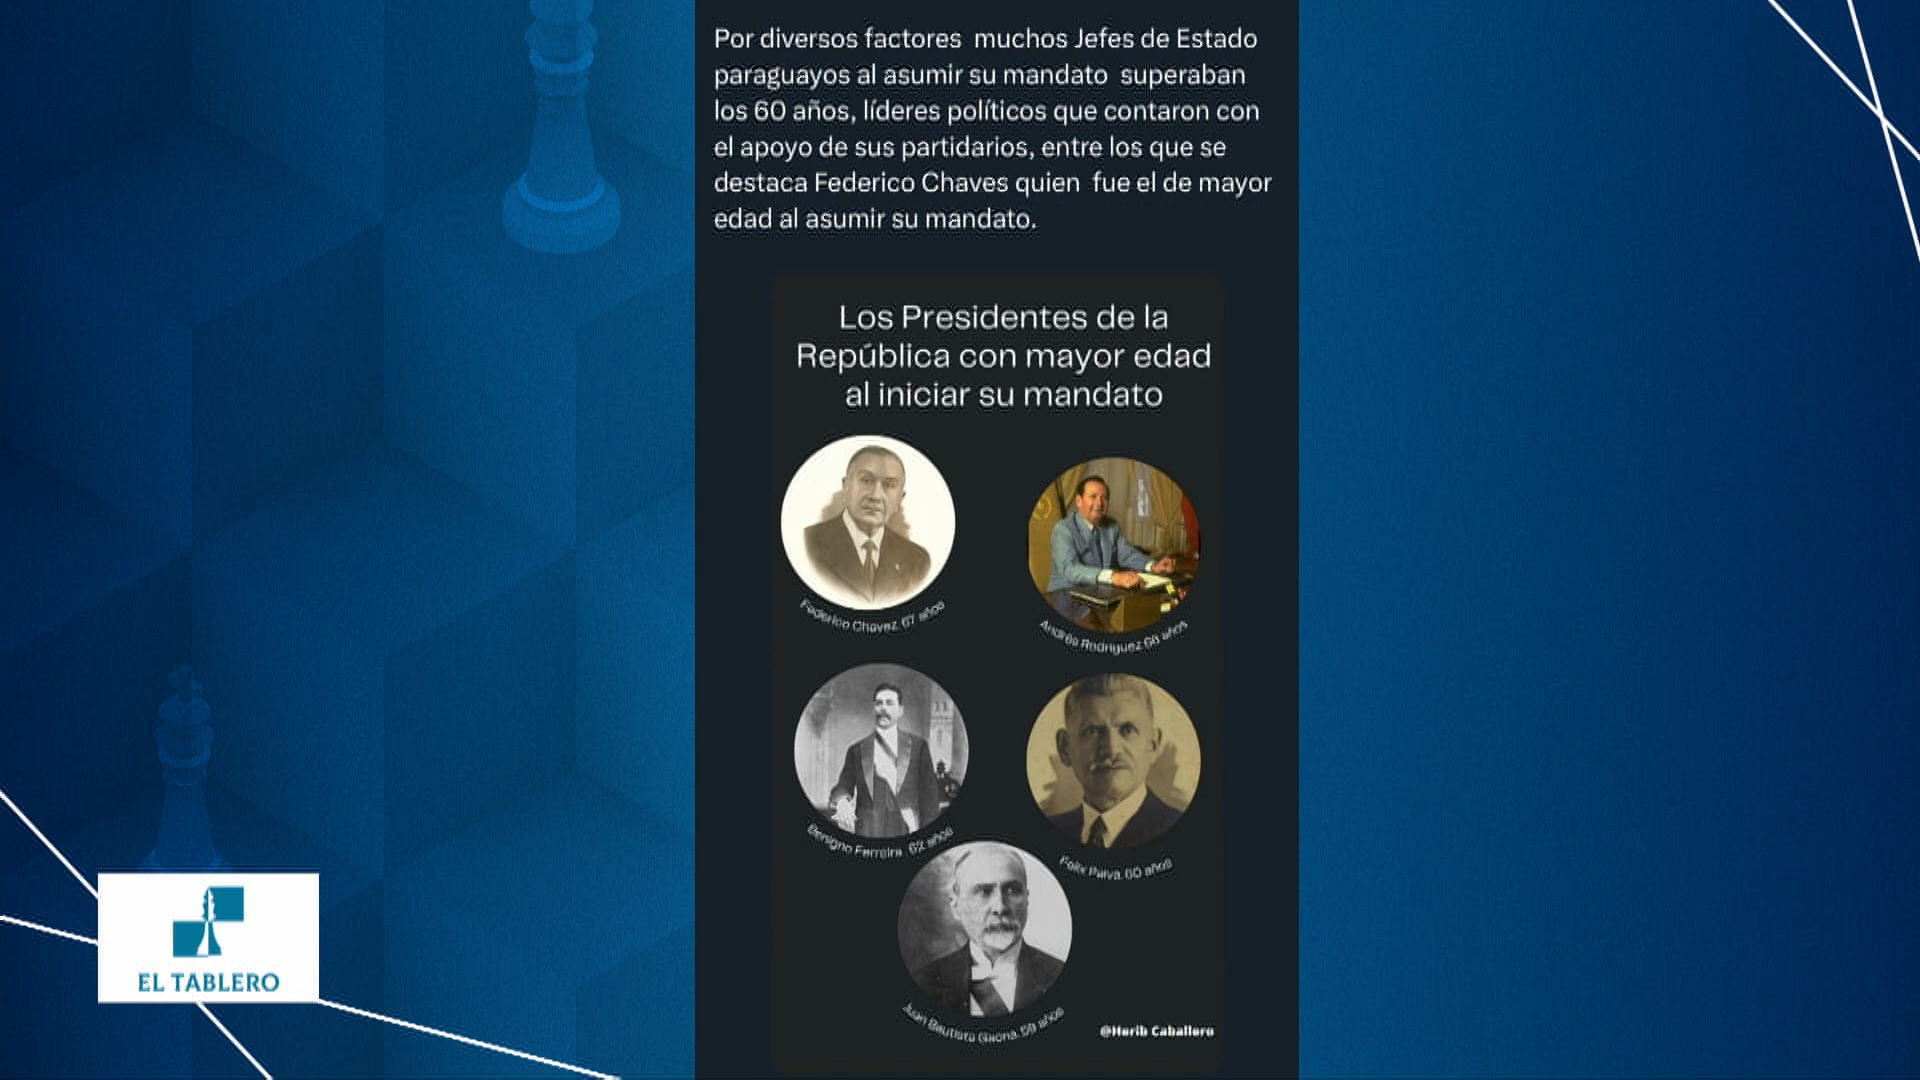 Por diversos factores muchos Jefes de Estado
paraguayos al asumir su mandato superaban
los 60 años, líderes políticos que contaron con
el apoyo de sus partidarios, entre los que se
destaca Federico Chaves quien fue el de mayor
edad al asumir su mandato.
Los Presidentes de la
República con mayor edad
al iniciar su mandato
Federico Chavez, 67 años
Andrés Rodríguez 66 años
Benigno Ferreira, 62 años
Felix Paiva, 60 años
Juan Bautista Gaona, 59 años
@Herib Caballero
EL TABLERO